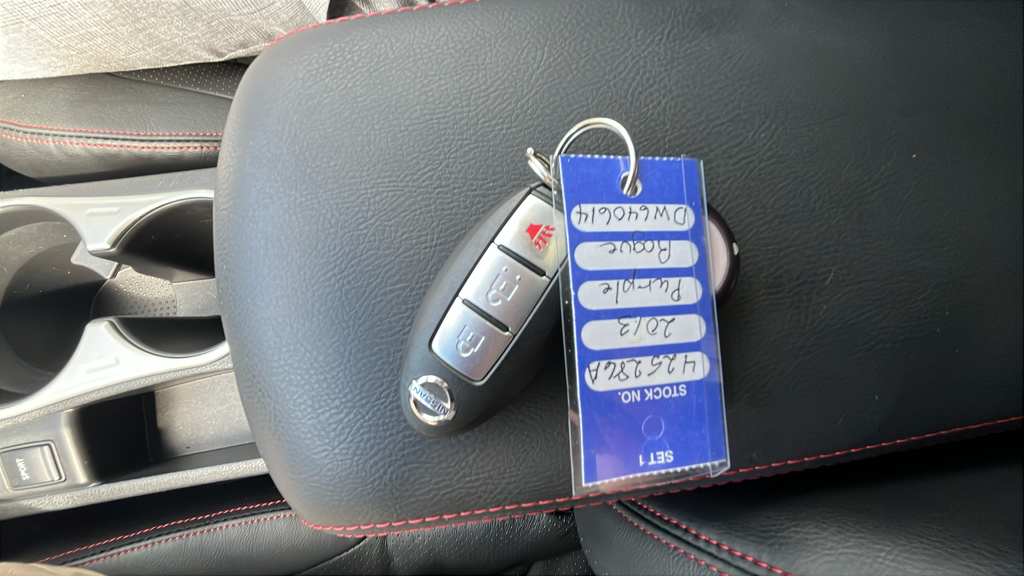 SET 1
STOCK NO.
425286A
2013
Purple
Rogue
DW640614
NISSAN
SPORT